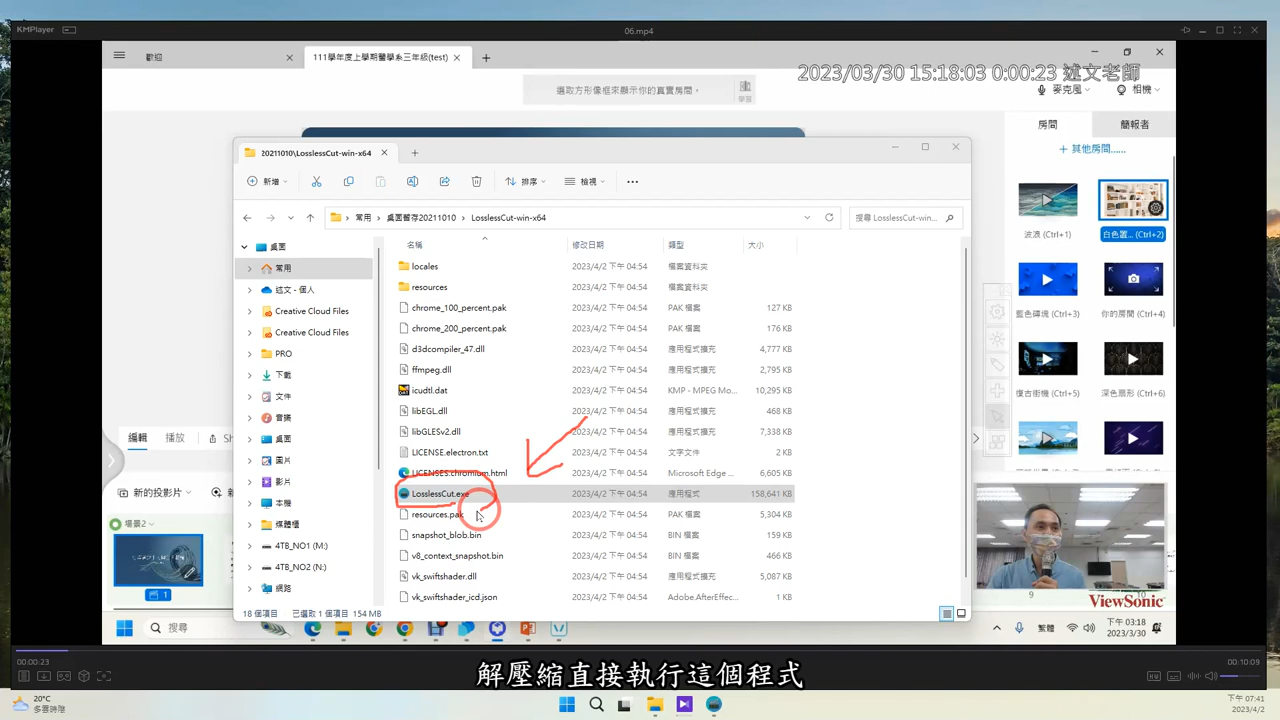 KMPlayer
06.mp4
歡迎
111學年度上學期醫學系三年級(test)
2023/03/30 15:18:03 0:00:23 述文老師
選取方形像框來顯示你的真實房間。
學習
麥克風
相機
房間
簡報者
+ 其他房間......
20211010\LosslessCut-win-x64
新增
排序
檢視
常用
桌面暫存20211010
LosslessCut-win-x64
搜尋 LosslessCut-win...
名稱
修改日期
類型
大小
locales 2023/4/2 下午 04:54 檔案資料夾
resources 2023/4/2 下午 04:54 檔案資料夾
chrome_100_percent.pak 2023/4/2 下午 04:54 PAK 檔案 127 KB
chrome_200_percent.pak 2023/4/2 下午 04:54 PAK 檔案 176 KB
d3dcompiler_47.dll 2023/4/2 下午 04:54 應用程式擴充 4,777 KB
ffmpeg.dll 2023/4/2 下午 04:54 應用程式擴充 2,795 KB
icudtl.dat 2023/4/2 下午 04:54 KMP - MPEG Mo... 10,295 KB
libEGL.dll 2023/4/2 下午 04:54 應用程式擴充 468 KB
libGLESv2.dll 2023/4/2 下午 04:54 應用程式擴充 7,338 KB
LICENSE.electron.txt 2023/4/2 下午 04:54 文字文件 2 KB
LICENSES.chromium.html 2023/4/2 下午 04:54 Microsoft Edge ... 6,605 KB
LosslessCut.exe 2023/4/2 下午 04:54 應用程式 158,641 KB
resources.pak 2023/4/2 下午 04:54 PAK 檔案 5,304 KB
snapshot_blob.bin 2023/4/2 下午 04:54 BIN 檔案 159 KB
v8_context_snapshot.bin 2023/4/2 下午 04:54 BIN 檔案 466 KB
vk_swiftshader.dll 2023/4/2 下午 04:54 應用程式擴充 5,087 KB
vk_swiftshader_icd.json 2023/4/2 下午 04:54 Adobe.AfterEffec... 1 KB
桌面
常用
述文 - 個人
Creative Cloud Files
Creative Cloud Files
PRO
下載
文件
音樂
桌面
圖片
影片
本機
媒體櫃
4TB_NO1 (M:)
4TB_NO2 (N:)
網路
18 個項目
已選取 1 個項目 154 MB
波浪 (Ctrl+1)
白色置... (Ctrl+2)
藍色磚塊 (Ctrl+3)
你的房間 (Ctrl+4)
復古街機 (Ctrl+5)
深色扇形 (Ctrl+6)
編輯
播放
新的投影片
場景2
1
9
10
ViewSonic
搜尋
繁體
下午 03:18
2023/3/30
00:00:23
00:10:09
解壓縮直接執行這個程式
20°C
多雲時陰
下午 07:41
2023/4/2